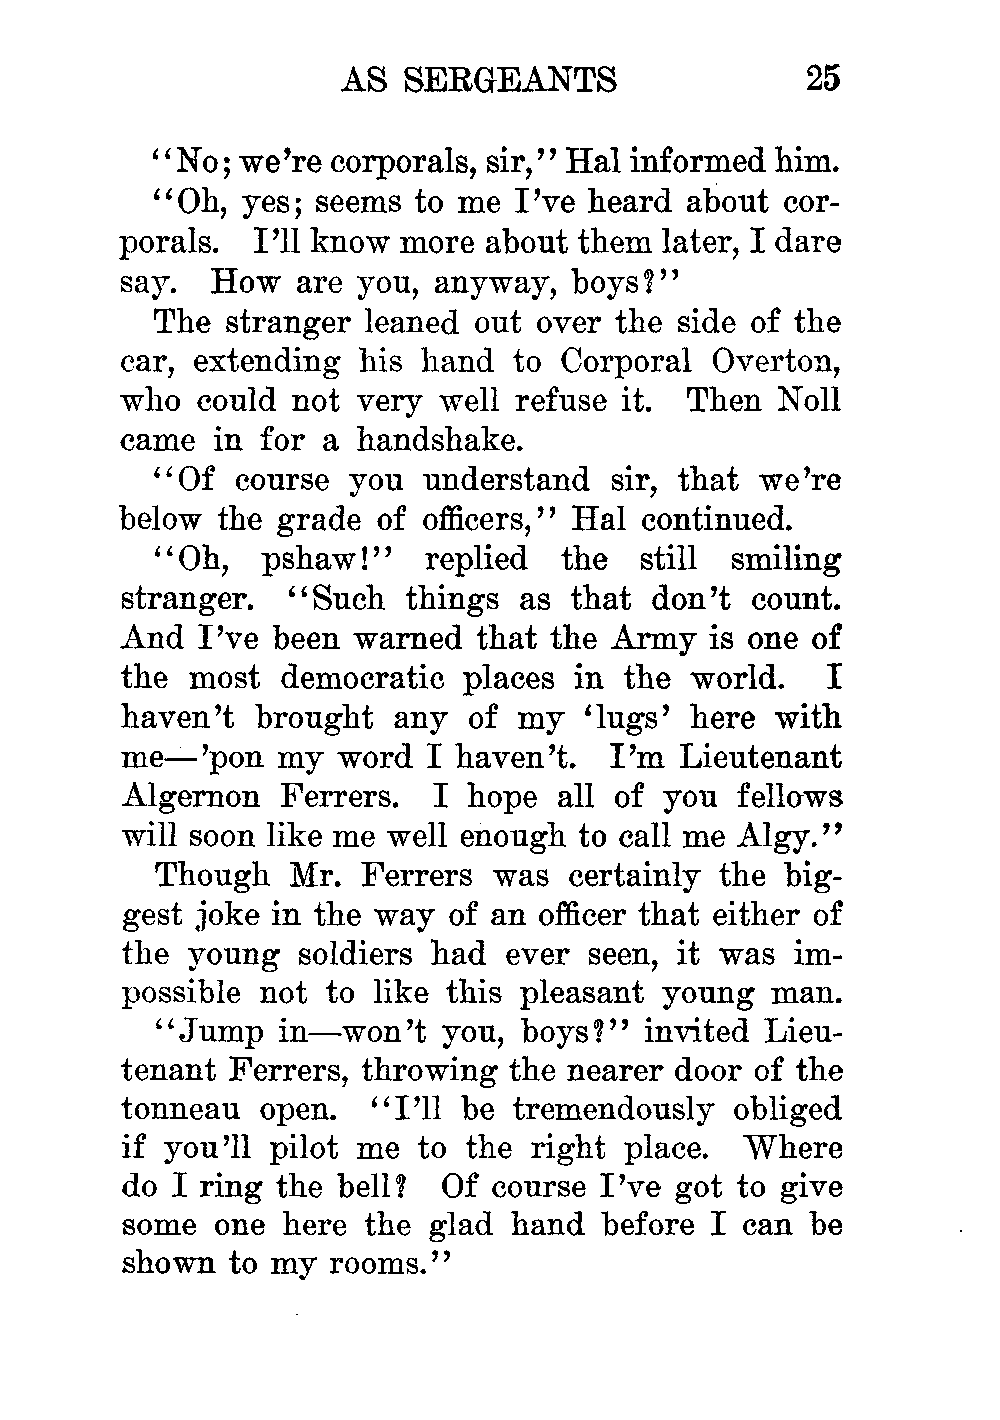 AS SERGEANTS 25
“No; we’re corporals, sir,” Hal informed him.
“Oh, yes; seems to me I’ve heard about cor-
porals. I’ll know more about them later, I dare
say. How are you, anyway, boys?”
The stranger leaned out over the side of the
car, extending his hand to Corporal Overton,
who could not very well refuse it. Then Noll
came in for a handshake.
“Of course you understand sir, that we’re
below the grade of officers,” Hal continued.
“Oh, pshaw!” replied the still smiling
stranger. “Such things as that don’t count.
And I’ve been warned that the Army is one of
the most democratic places in the world. I
haven’t brought any of my ‘lugs’ here with
me—’pon my word I haven’t. I’m Lieutenant
Algernon Ferrers. I hope all of you fellows
will soon like me well enough to call me Algy.”
Though Mr. Ferrers was certainly the big-
gest joke in the way of an officer that either of
the young soldiers had ever seen, it was im-
possible not to like this pleasant young man.
“Jump in—won’t you, boys?” invited Lieu-
tenant Ferrers, throwing the nearer door of the
tonneau open. “I’ll be tremendously obliged
if you’ll pilot me to the right place. Where
do I ring the bell? Of course I’ve got to give
some one here the glad hand before I can be
shown to my rooms.”